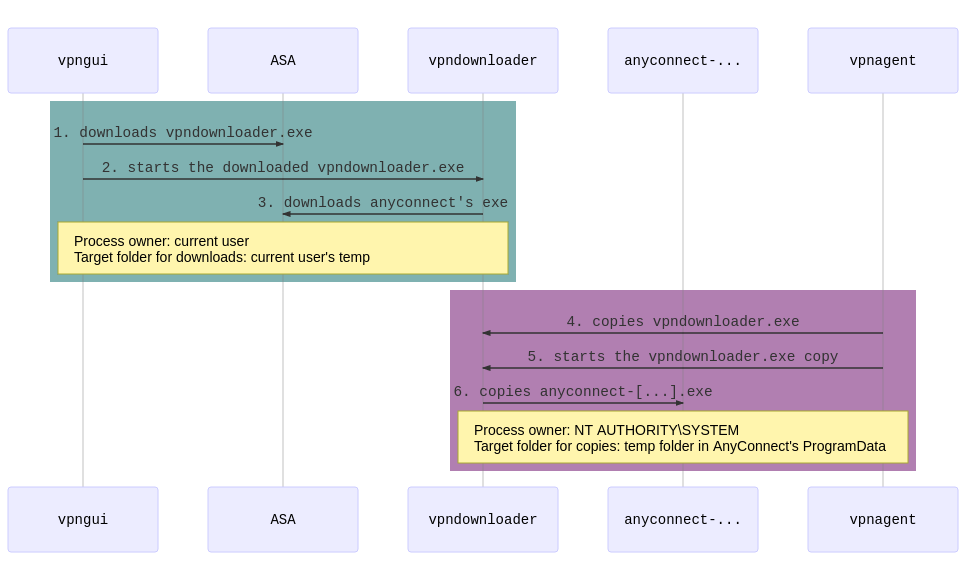 vpngui
ASA
vpndownloader
anyconnect-...
vpnagent
1. downloads vpndownloader.exe
2. starts the downloaded vpndownloader.exe
3. downloads anyconnect's exe
Process owner: current user
Target folder for downloads: current user's temp
4. copies vpndownloader.exe
5. starts the vpndownloader.exe copy
6. copies anyconnect-[...].exe
Process owner: NT AUTHORITY\SYSTEM
Target folder for copies: temp folder in AnyConnect's ProgramData
vpngui
ASA
vpndownloader
anyconnect-...
vpnagent